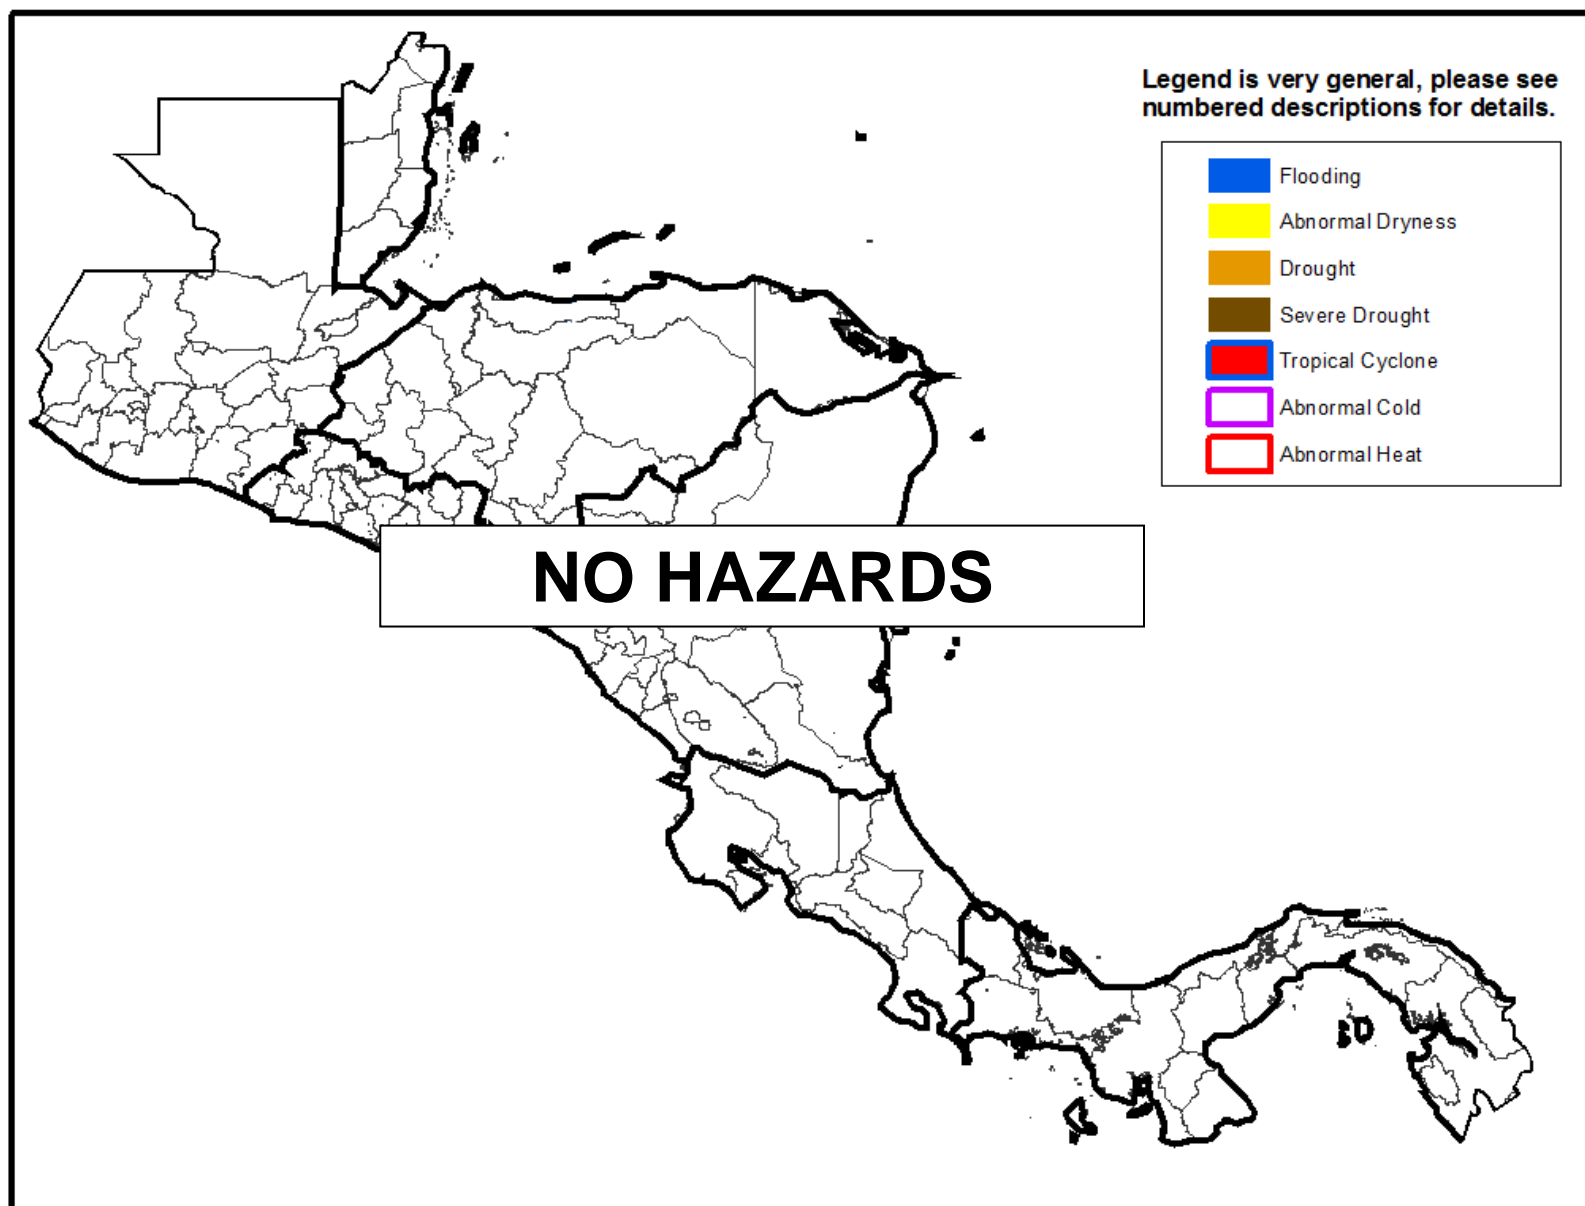 Legend is very general, please see
numbered descriptions for details.
Flooding
Abnormal Dryness
Drought
Severe Drought
Tropical Cyclone
Abnormal Cold
Abnormal Heat
NO HAZARDS